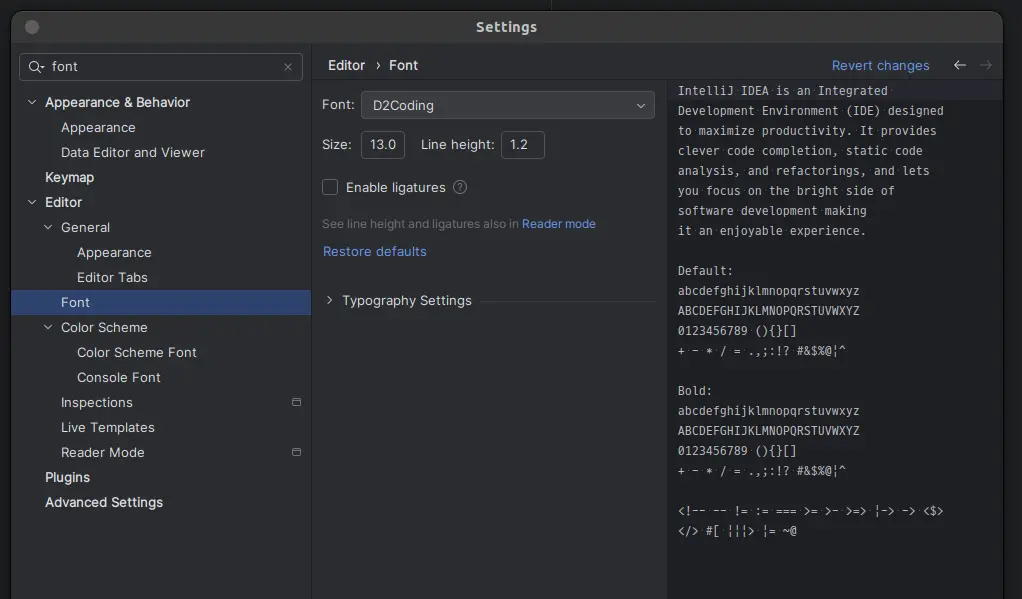 Settings
font
Appearance & Behavior
Appearance
Data Editor and Viewer
Keymap
Editor
General
Appearance
Editor Tabs
Font
Color Scheme
Color Scheme Font
Console Font
Inspections
Live Templates
Reader Mode
Plugins
Advanced Settings
Editor › Font
Revert changes
Font: D2Coding
Size: 13.0 Line height: 1.2
Enable ligatures ?
See line height and ligatures also in Reader mode
Restore defaults
Typography Settings
IntelliJ IDEA is an Integrated
Development Environment (IDE) designed
to maximize productivity. It provides
clever code completion, static code
analysis, and refactorings, and lets
you focus on the bright side of
software development making
it an enjoyable experience.
Default:
abcdefghijklmnopqrstuvwxyz
ABCDEFGHIJKLMNOPQRSTUVWXYZ
0123456789 (){}[]
+ - * / = .,;:!? #&$%@¦^
Bold:
abcdefghijklmnopqrstuvwxyz
ABCDEFGHIJKLMNOPQRSTUVWXYZ
0123456789 (){}[]
+ - * / = .,;:!? #&$%@¦^
<!-- -- != := === >= >- >=> ¦-> -> <$>
</> #[ ¦¦¦> ¦= ~@